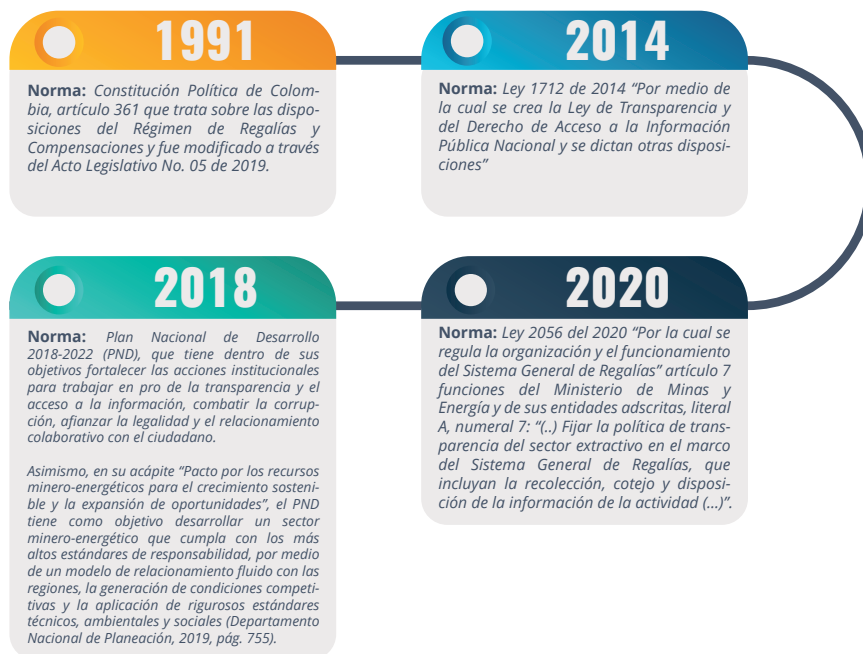 1991
Norma: Constitución Política de Colom-
bia, artículo 361 que trata sobre las dispo-
siciones del Régimen de Regalías y
Compensaciones y fue modificado a través
del Acto Legislativo No. 05 de 2019.
2014
Norma: Ley 1712 de 2014 “Por medio de
la cual se crea la Ley de Transparencia y
del Derecho de Acceso a la Información
Pública Nacional y se dictan otras disposi-
ciones”
2018
Norma: Plan Nacional de Desarrollo
2018-2022 (PND), que tiene dentro de sus
objetivos fortalecer las acciones institucionales
para trabajar en pro de la transparencia y el
acceso a la información, combatir la corrup-
ción, afianzar la legalidad y el relacionamiento
colaborativo con el ciudadano.
Asimismo, en su acápite “Pacto por los recursos
minero-energéticos para el crecimiento sosteni-
ble y la expansión de oportunidades”, el PND
tiene como objetivo desarrollar un sector
minero-energético que cumpla con los más
altos estándares de responsabilidad, por medio
de un modelo de relacionamiento fluido con las
regiones, la generación de condiciones competi-
tivas y la aplicación de rigurosos estándares
técnicos, ambientales y sociales (Departamento
Nacional de Planeación, 2019, pág. 755).
2020
Norma: Ley 2056 del 2020 “Por la cual se
regula la organización y el funcionamiento
del Sistema General de Regalías” artículo 7
funciones del Ministerio de Minas y
Energía y de sus entidades adscritas, literal
A, numeral 7: “(..) Fijar la política de trans-
parencia del sector extractivo en el marco
del Sistema General de Regalías, que
incluyan la recolección, cotejo y disposi-
ción de la información de la actividad (...)”.